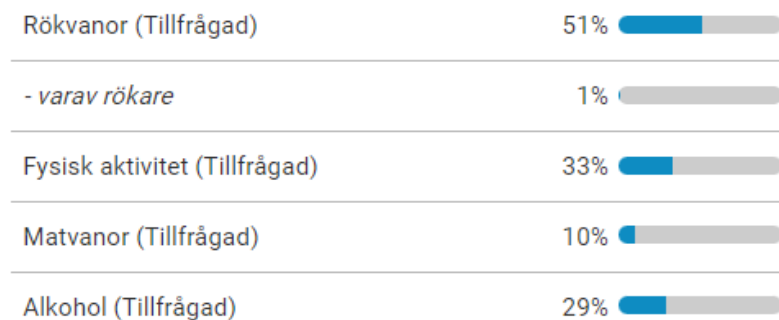 Rökvanor (Tillfrågad) 51%
- varav rökare 1%
Fysisk aktivitet (Tillfrågad) 33%
Matvanor (Tillfrågad) 10%
Alkohol (Tillfrågad) 29%